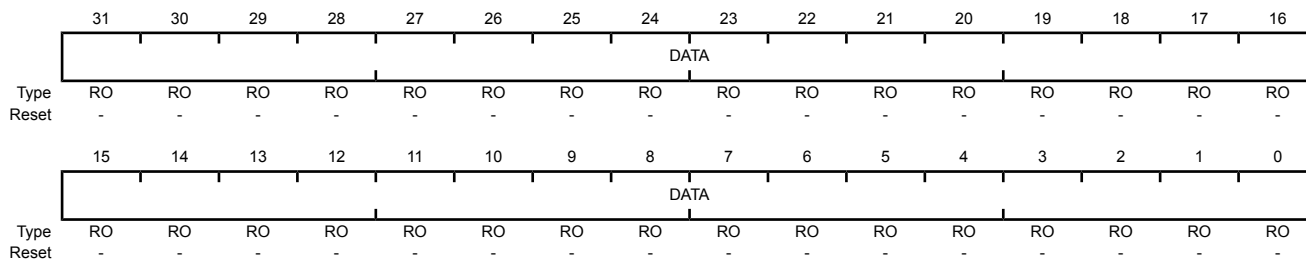 31 30 29 28 27 26 25 24 23 22 21 20 19 18 17 16
DATA
Type RO RO RO RO RO RO RO RO RO RO RO RO RO RO RO RO
Reset - - - - - - - - - - - - - - - -
15 14 13 12 11 10 9 8 7 6 5 4 3 2 1 0
DATA
Type RO RO RO RO RO RO RO RO RO RO RO RO RO RO RO RO
Reset - - - - - - - - - - - - - - - -